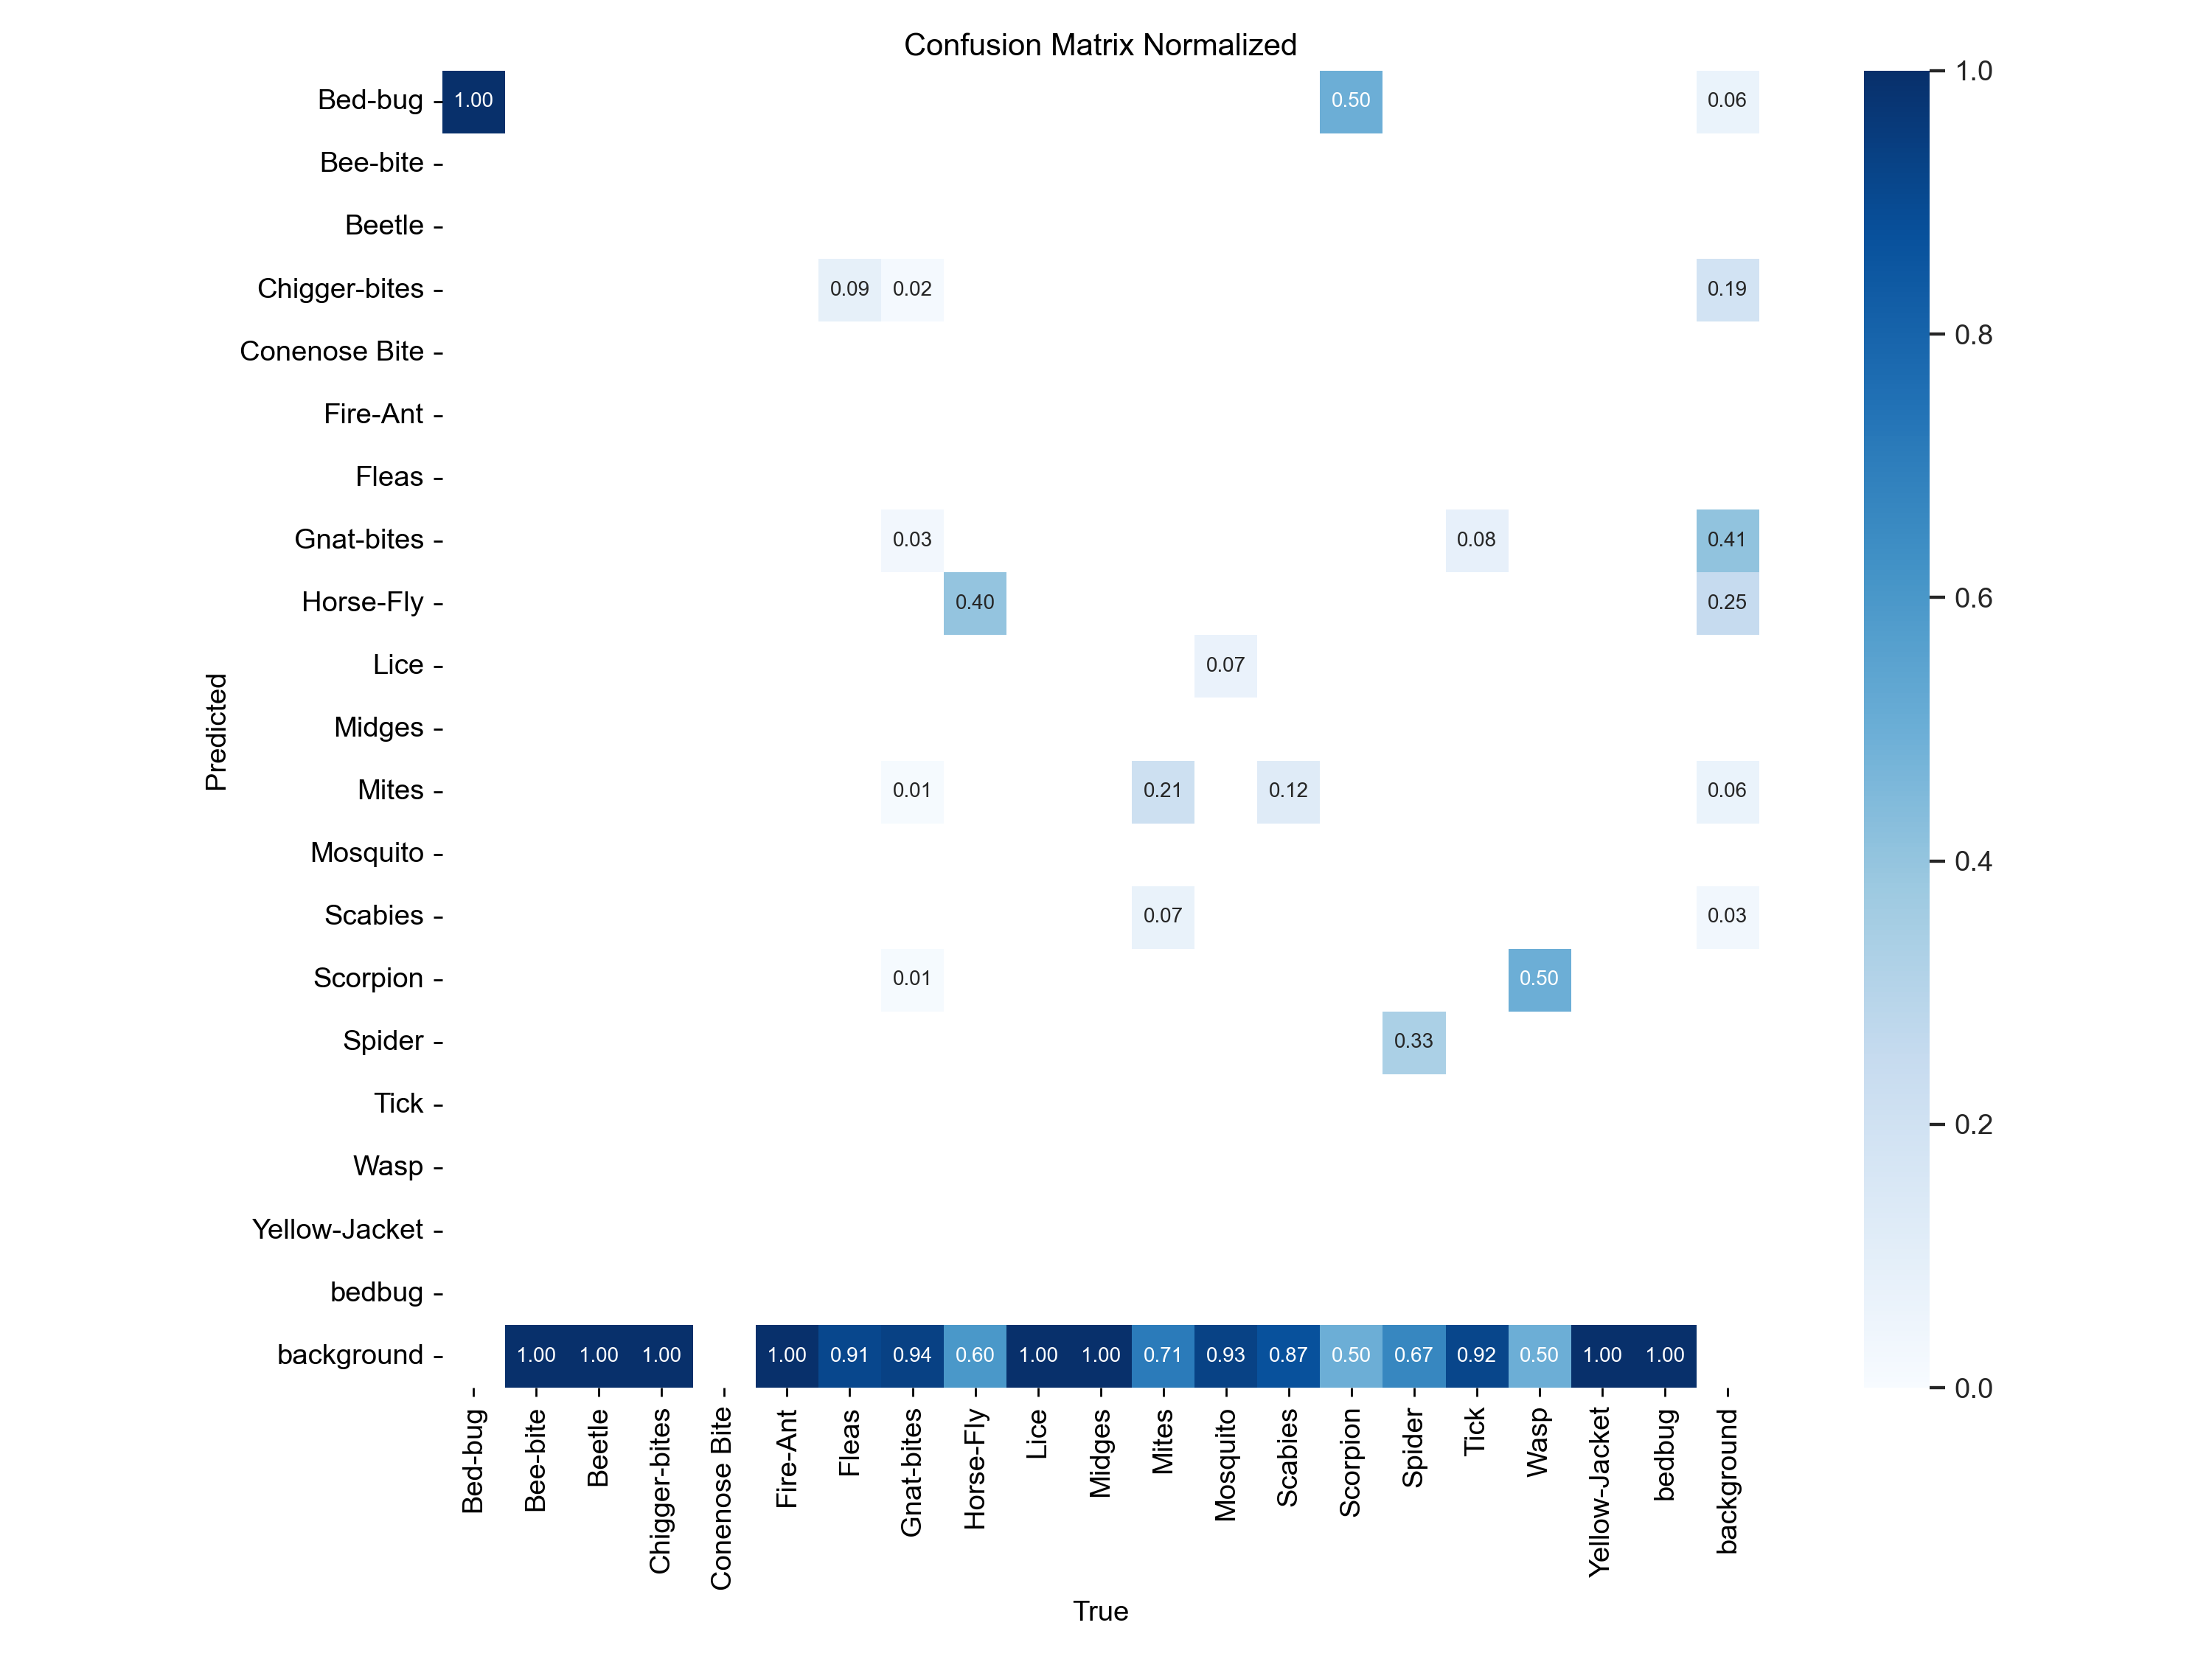 Confusion Matrix Normalized
Bed-bug 1.00 0.50 0.06 1.0
Bee-bite
Beetle
Chigger-bites 0.09 0.02 0.19
0.8
Conenose Bite
Fire-Ant
Fleas
Gnat-bites 0.03 0.08 0.41
Horse-Fly 0.40 0.25 0.6
Lice 0.07
Predicted
Midges
Mites 0.01 0.21 0.12 0.06
Mosquito 0.4
Scabies 0.07 0.03
Scorpion 0.01 0.50
Spider 0.33
Tick 0.2
Wasp
Yellow-Jacket
bedbug
background 1.00 1.00 1.00 1.00 0.91 0.94 0.60 1.00 1.00 0.71 0.93 0.87 0.50 0.67 0.92 0.50 1.00 1.00
0.0
Bed-bug
Bee-bite
Beetle
Chigger-bites
Conenose Bite
Fire-Ant
Fleas
Gnat-bites
Horse-Fly
Lice
Midges
Mites
Mosquito
Scabies
Scorpion
Spider
Tick
Wasp
Yellow-Jacket
bedbug
background
True